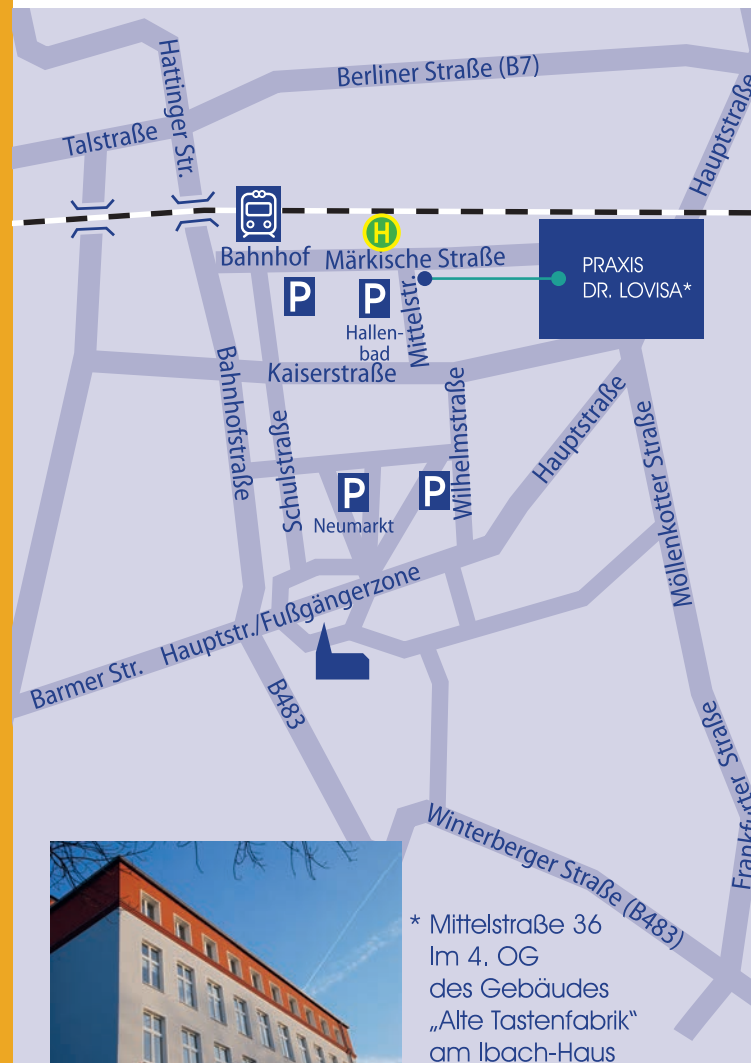 Hattinger Str.
Berliner Straße (B7)
Talstraße
Hauptstraße
H
Bahnhof
Märkische Straße
PRAXIS
DR. LOVISA*
P
P
Hallen-
bad
Mittelstr.
Bahnhofstraße
Kaiserstraße
Schulstraße
Wilhelmstraße
Hauptstraße
Möllenkotter Straße
P
Neumarkt
P
Barmer Str.
Hauptstr./Fußgängerzone
B483
Frankfurter Straße
Winterberger Straße (B483)
* Mittelstraße 36
Im 4. OG
des Gebäudes
„Alte Tastenfabrik“
am Ibach-Haus